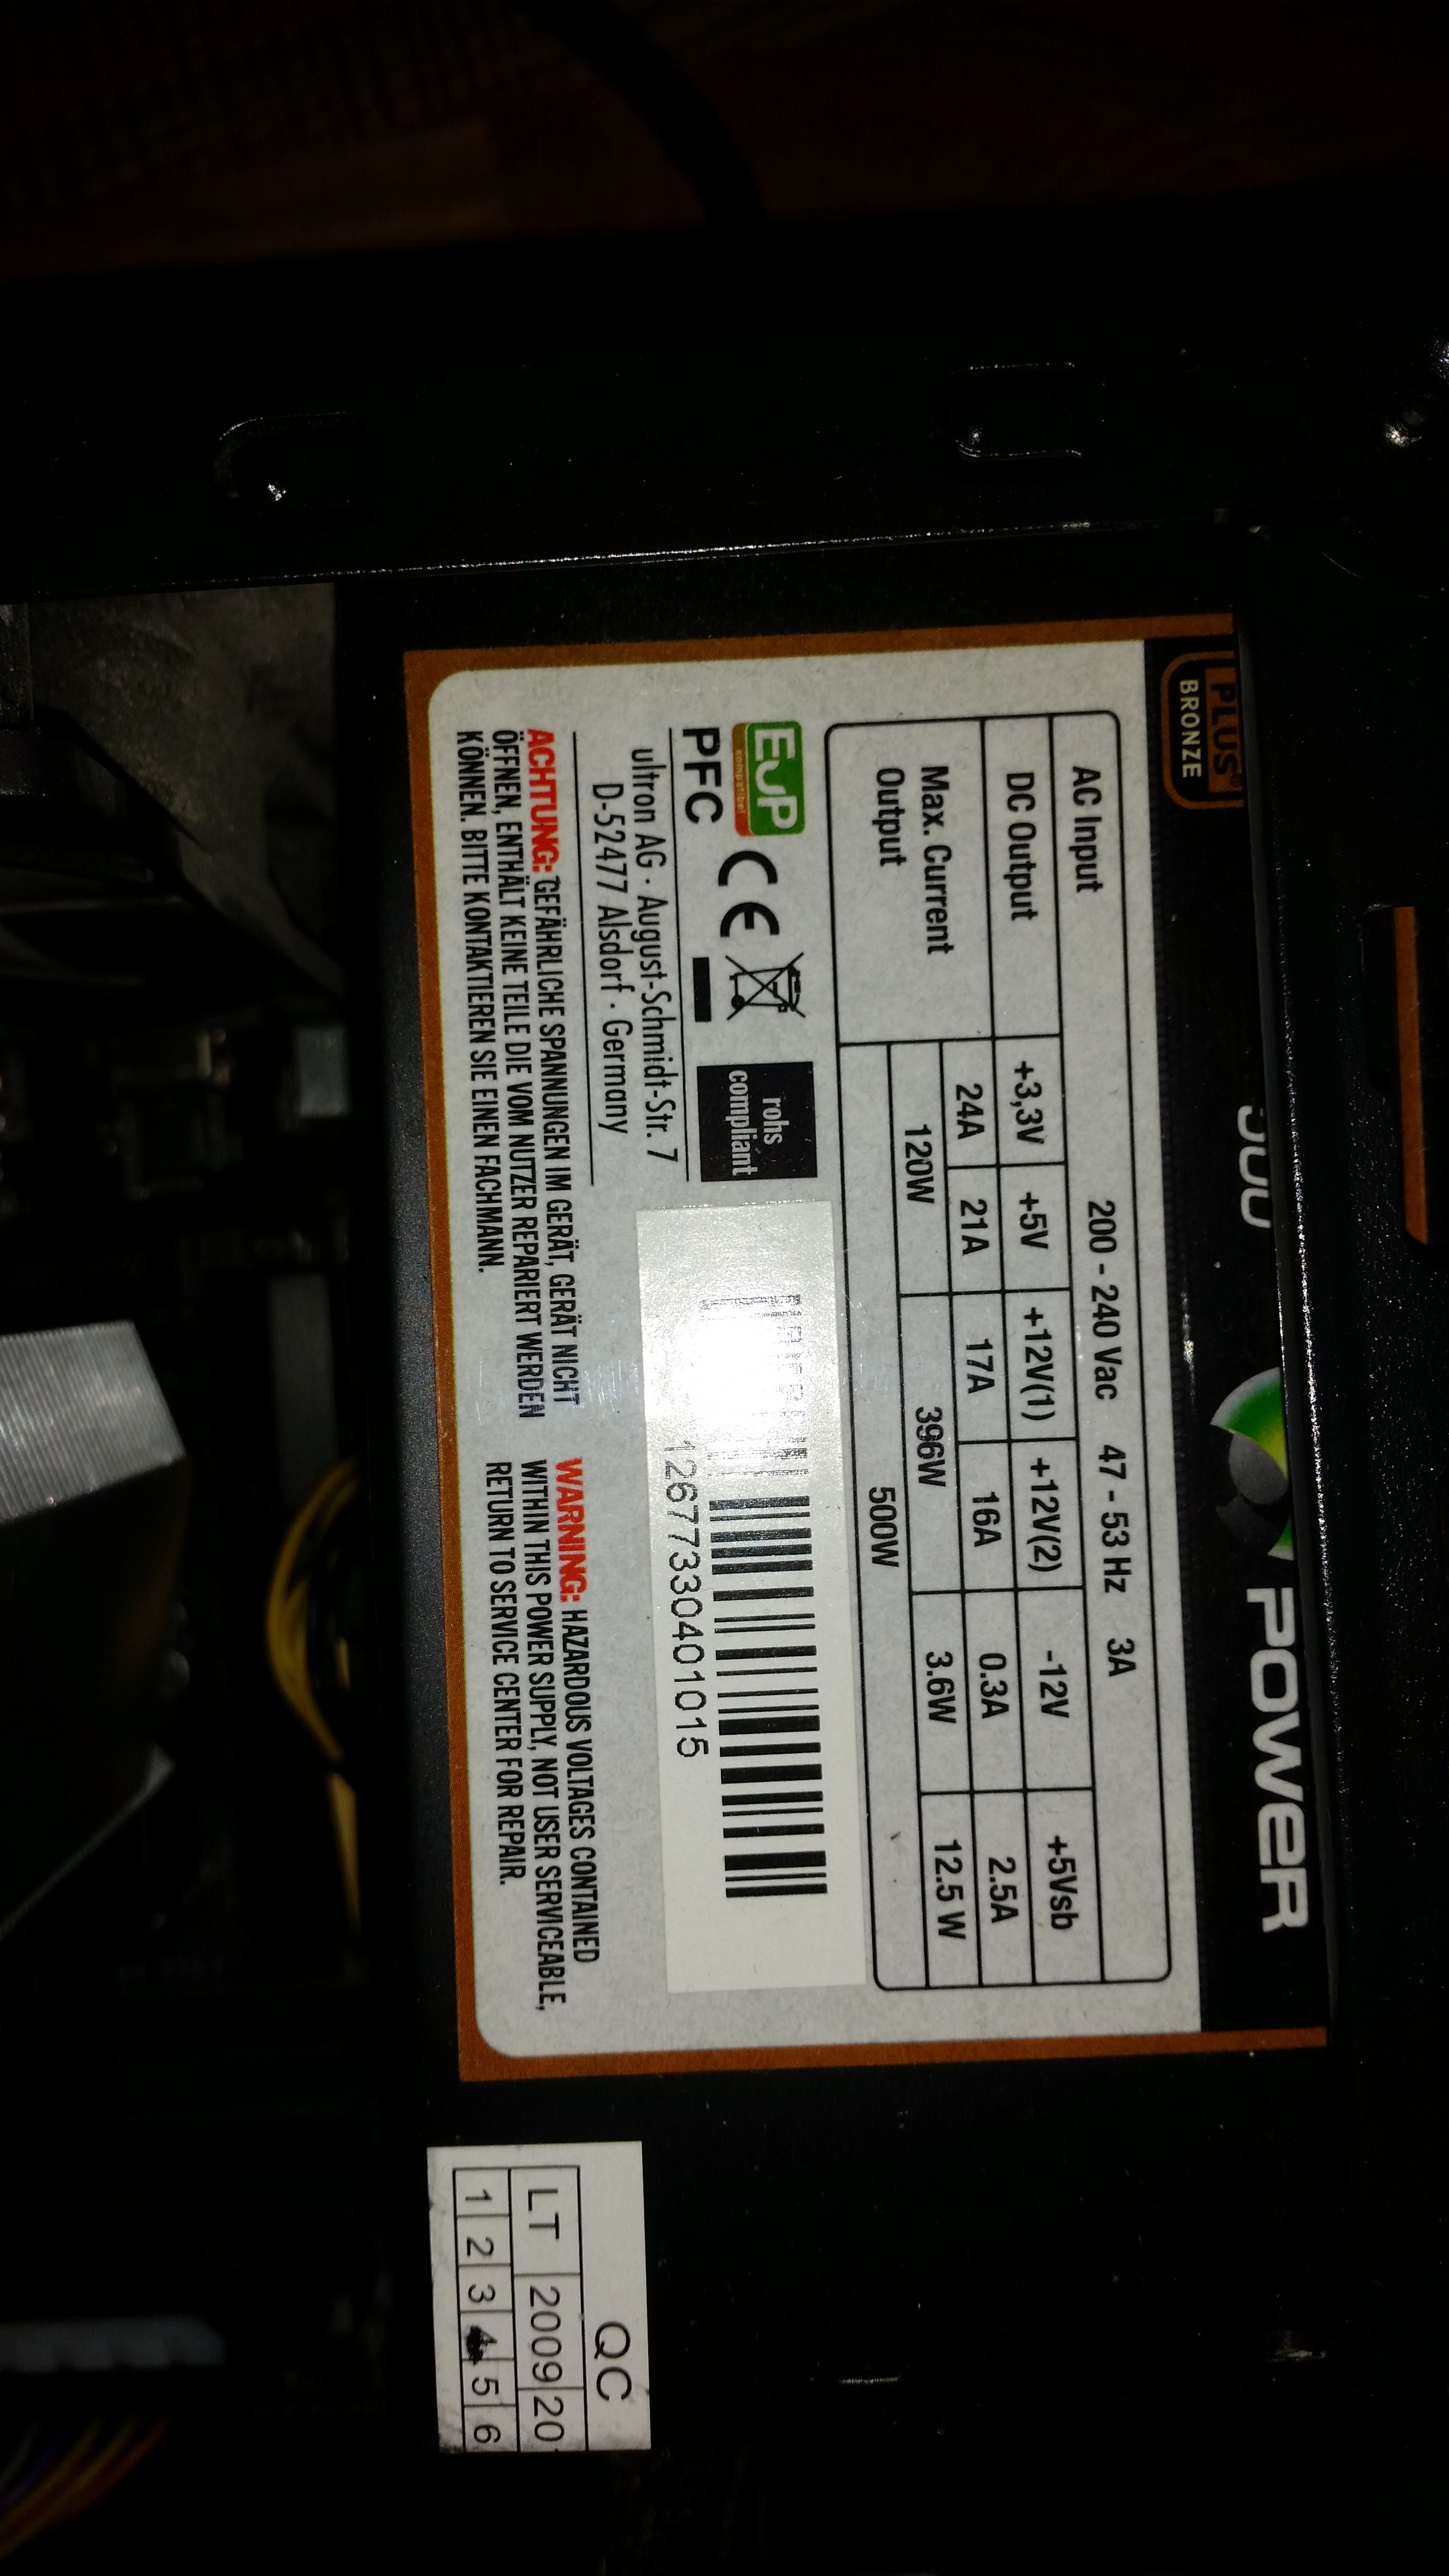 PLUS
BRONZE
POWER
AC Input 200 - 240 Vac 47 - 53 Hz 3A
DC Output +3,3V +5V +12V(1) +12V(2) -12V +5Vsb
Max. Current 24A 21A 17A 16A 0.3A 2.5A
Output 120W 396W 3.6W 12.5 W
500W
EuP
kompatibel
CE
rohs
compliant
PFC
ultron AG · August-Schmidt-Str. 7
D-52477 Alsdorf · Germany
12677330401015
ACHTUNG: GEFÄHRLICHE SPANNUNGEN IM GERÄT, GERÄT NICHT
ÖFFNEN, ENTHÄLT KEINE TEILE DIE VOM NUTZER REPARIERT WERDEN
KÖNNEN. BITTE KONTAKTIEREN SIE EINEN FACHMANN.
WARNING: HAZARDOUS VOLTAGES CONTAINED
WITHIN THIS POWER SUPPLY, NOT USER SERVICEABLE,
RETURN TO SERVICE CENTER FOR REPAIR.
QC
LT 2009 20
1 2 3 4 5 6